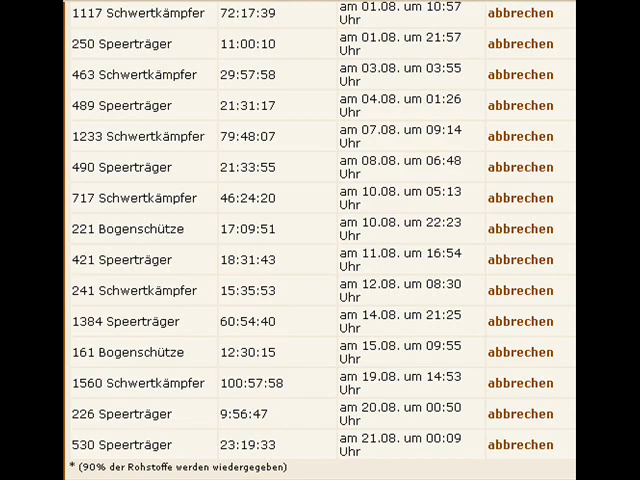 1117 Schwertkämpfer 72:17:39 am 01.08. um 10:57 Uhr abbrechen
250 Speerträger 11:00:10 am 01.08. um 21:57 Uhr abbrechen
463 Schwertkämpfer 29:57:58 am 03.08. um 03:55 Uhr abbrechen
489 Speerträger 21:31:17 am 04.08. um 01:26 Uhr abbrechen
1233 Schwertkämpfer 79:48:07 am 07.08. um 09:14 Uhr abbrechen
490 Speerträger 21:33:55 am 08.08. um 06:48 Uhr abbrechen
717 Schwertkämpfer 46:24:20 am 10.08. um 05:13 Uhr abbrechen
221 Bogenschütze 17:09:51 am 10.08. um 22:23 Uhr abbrechen
421 Speerträger 18:31:43 am 11.08. um 16:54 Uhr abbrechen
241 Schwertkämpfer 15:35:53 am 12.08. um 08:30 Uhr abbrechen
1384 Speerträger 60:54:40 am 14.08. um 21:25 Uhr abbrechen
161 Bogenschütze 12:30:15 am 15.08. um 09:55 Uhr abbrechen
1560 Schwertkämpfer 100:57:58 am 19.08. um 14:53 Uhr abbrechen
226 Speerträger 9:56:47 am 20.08. um 00:50 Uhr abbrechen
530 Speerträger 23:19:33 am 21.08. um 00:09 Uhr abbrechen
* (90% der Rohstoffe werden wiedergegeben)